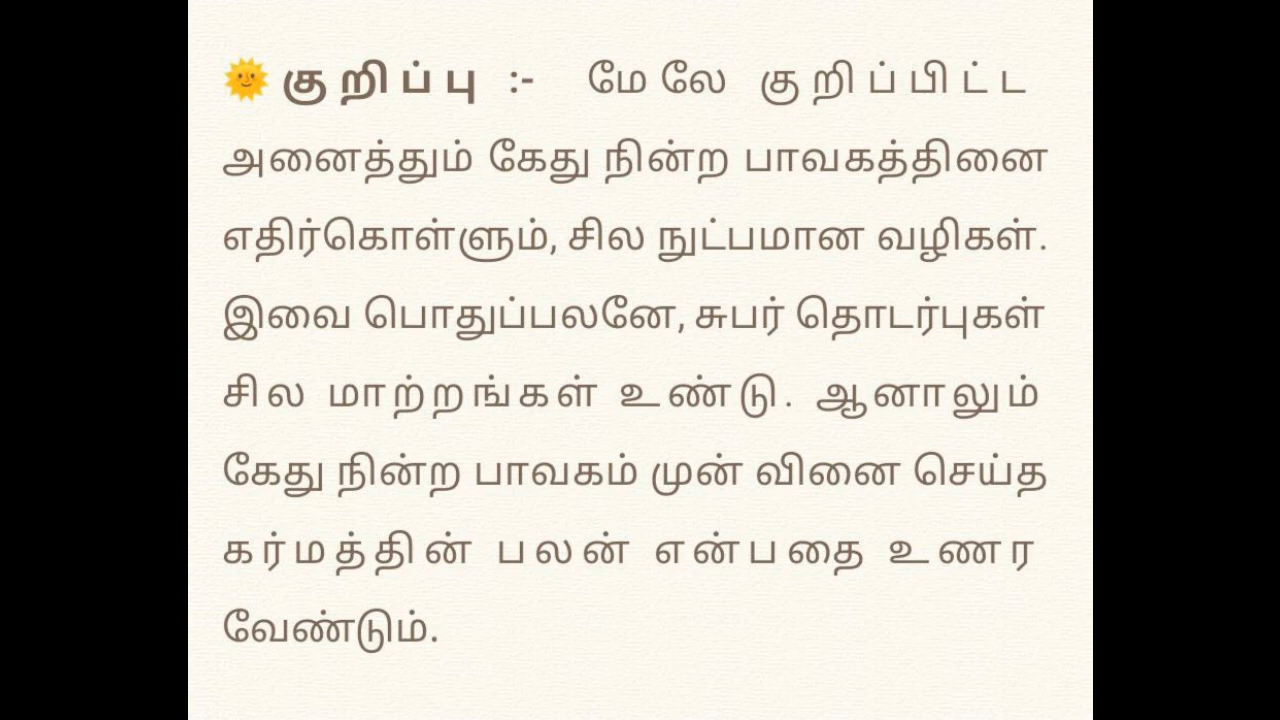 🌞 குறிப்பு :- மேலே குறிப்பிட்ட
அனைத்தும் கேது நின்ற பாவகத்தினை
எதிர்கொள்ளும், சில நுட்பமான வழிகள்.
இவை பொதுப்பலனே, சுபர் தொடர்புகள்
சில மாற்றங்கள் உண்டு. ஆனாலும்
கேது நின்ற பாவகம் முன் வினை செய்த
கர்மத்தின் பலன் என்பதை உணர
வேண்டும்.